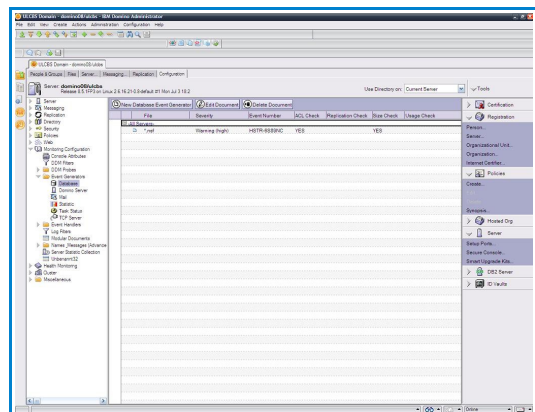 ULCBS Domain - domino08/ulcbs - IBM Domino Administrator
File Edit View Create Actions Administration Configuration Help
ULCBS Domain - domino08/ulcbs
People & Groups Files Server... Messaging... Replication Configuration
Server: domino08/ulcbs
Use Directory on: Current Server
Tools
Server
Messaging
Replication
Directory
Security
Policies
Web
Monitoring Configuration
Console Attributes
DDM Filters
DDM Probes
Event Generators
Database
Domino Server
Mail
Statistic
Task Status
TCP Server
Event Handlers
Log Filters
Modular Documents
Names_Messages (Advance
Server Statistic Collection
Health Monitoring
Cluster
Miscellaneous
New Database Event Generator Edit Document Delete Document
File Severity Event Number ACL Check Replication Check Size Check Usage Check
All Servers
*.nsf Warning (high) YES YES
Certification
Registration
Person...
Server...
Organizational Unit...
Organization...
Internet Certifier...
Policies
Create...
Synopsis...
Hosted Org
Server
Setup Ports...
Secure Console...
Smart Upgrade Kits...
DB2 Server
ID Vaults
Online